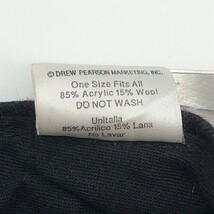 © DREW PEARSON MARKETING, INC.
One Size Fits All
85% Acrylic 15% Wool
DO NOT WASH
Unitalla
85% Acrilico 15% Lana
No Lavar